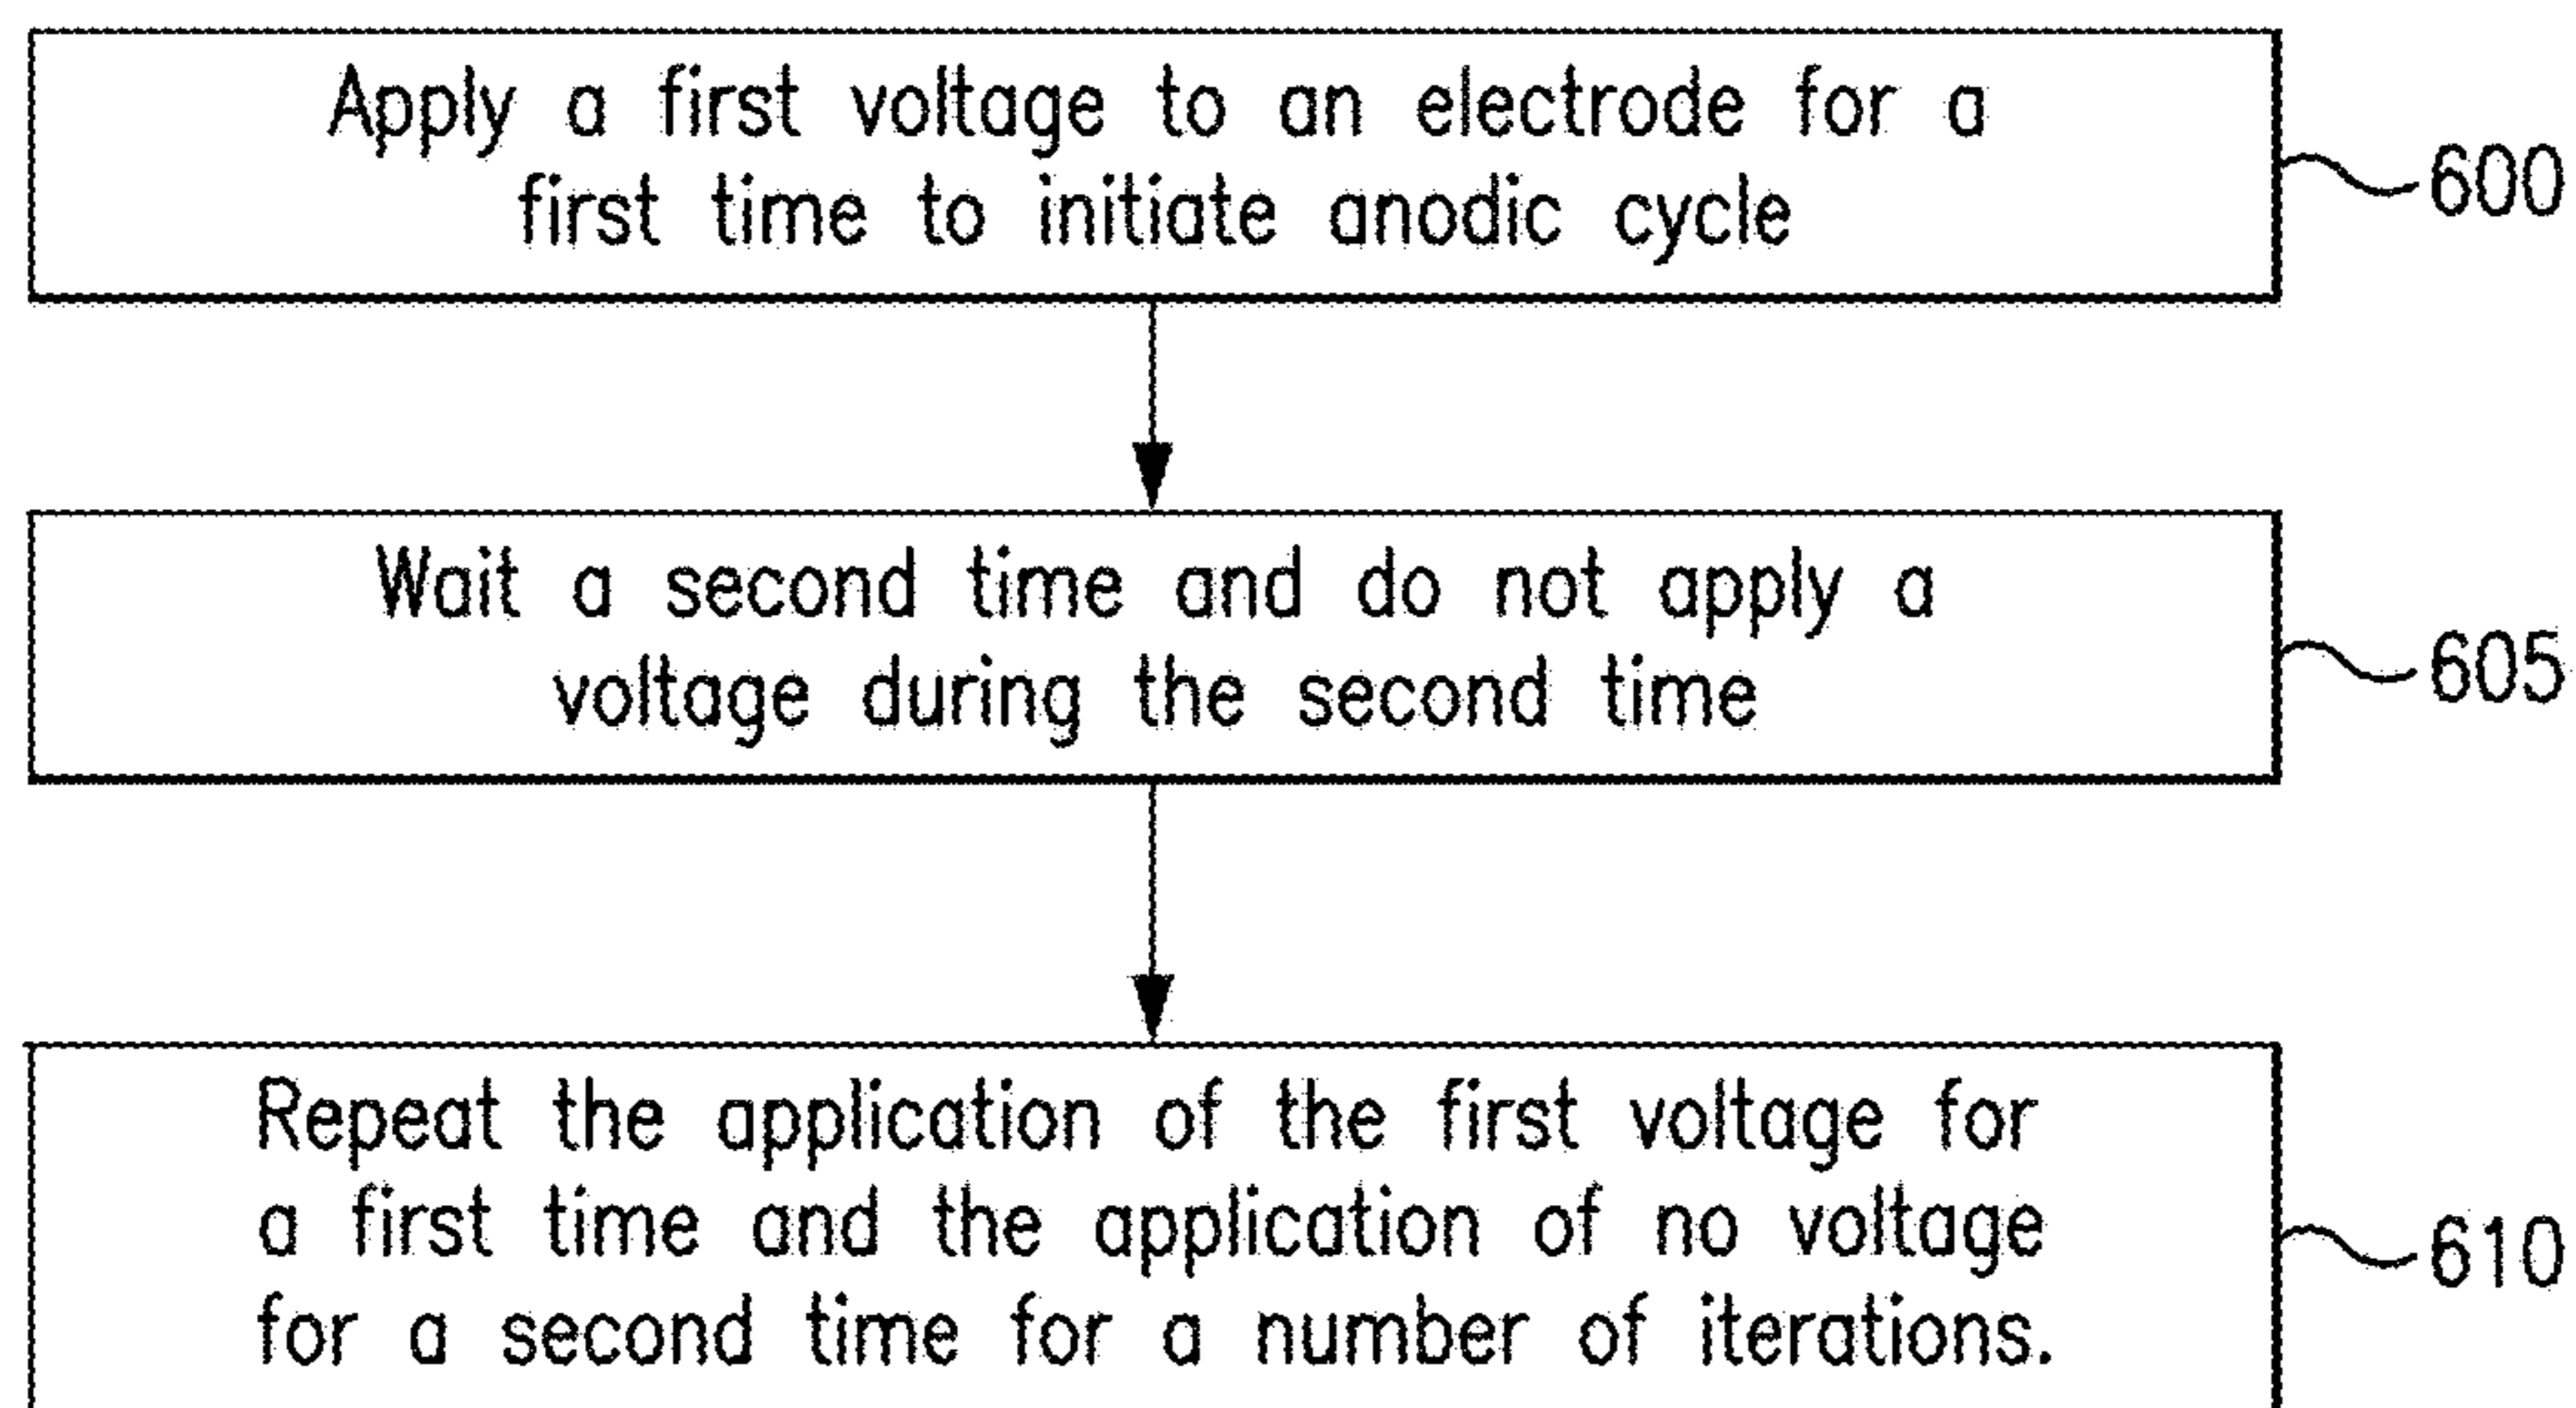 Apply a first voltage to an electrode for a
first time to initiate anodic cycle
600
Wait a second time and do not apply a
voltage during the second time
605
Repeat the application of the first voltage for
a first time and the application of no voltage
for a second time for a number of iterations.
610